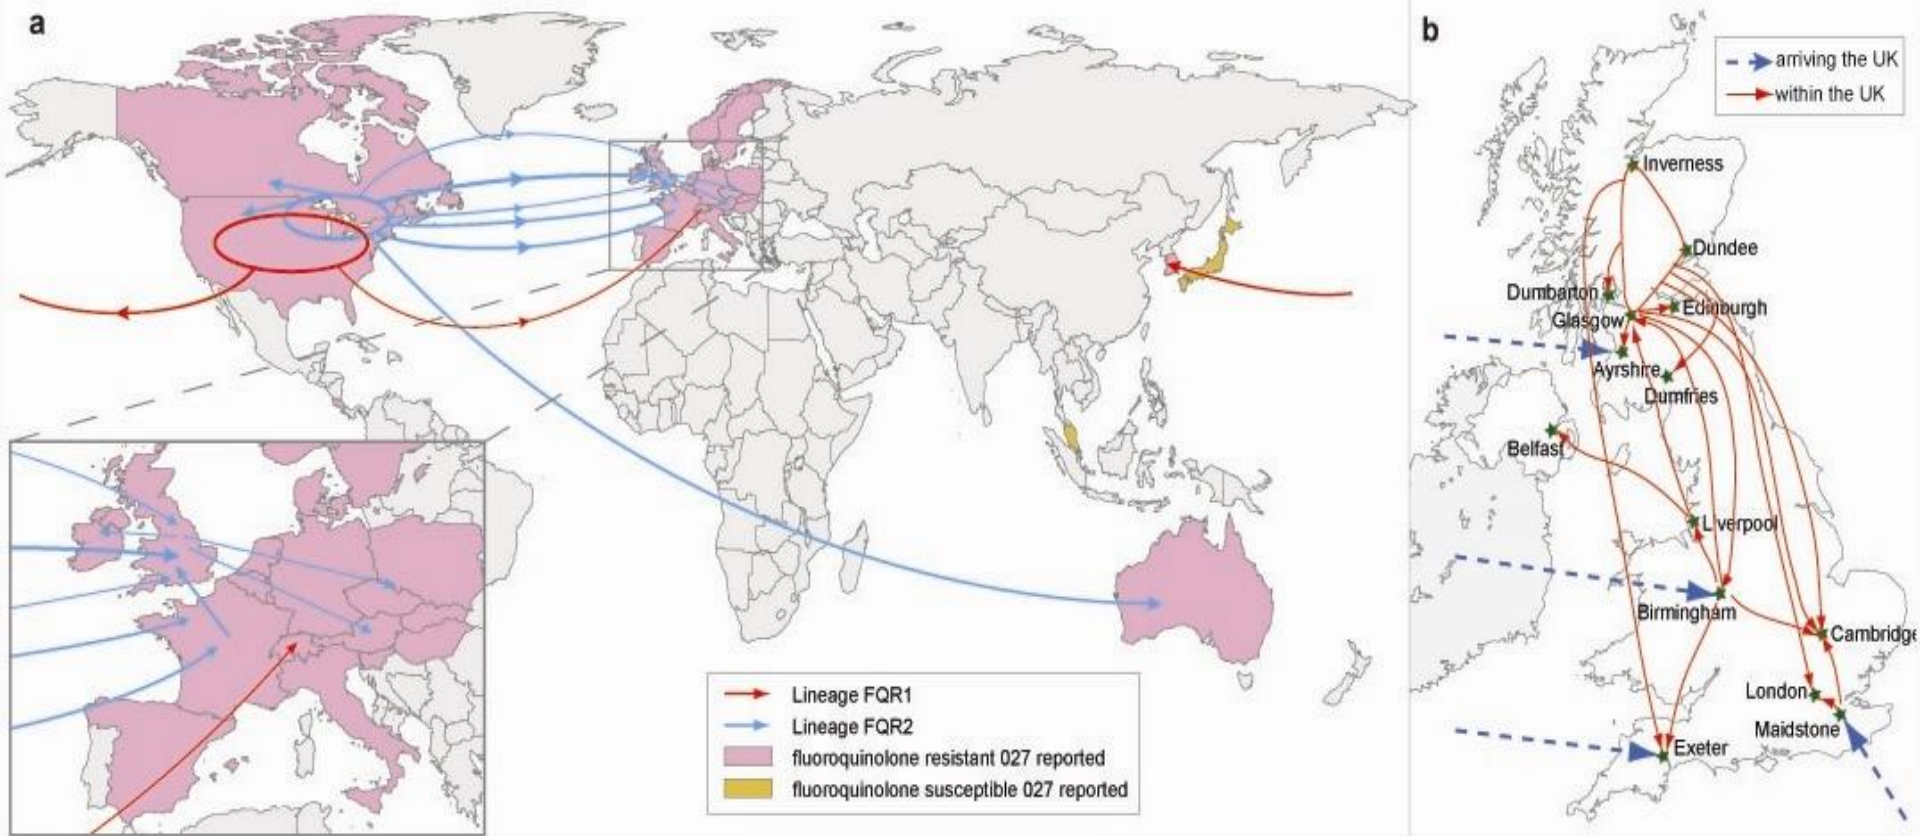 a
Lineage FQR1
Lineage FQR2
fluoroquinolone resistant 027 reported
fluoroquinolone susceptible 027 reported
b
arriving the UK
within the UK
Inverness
Dundee
Dumbarton
Edinburgh
Glasgow
Ayrshire
Dumfries
Belfast
Liverpool
Birmingham
Cambridge
London
Maidstone
Exeter